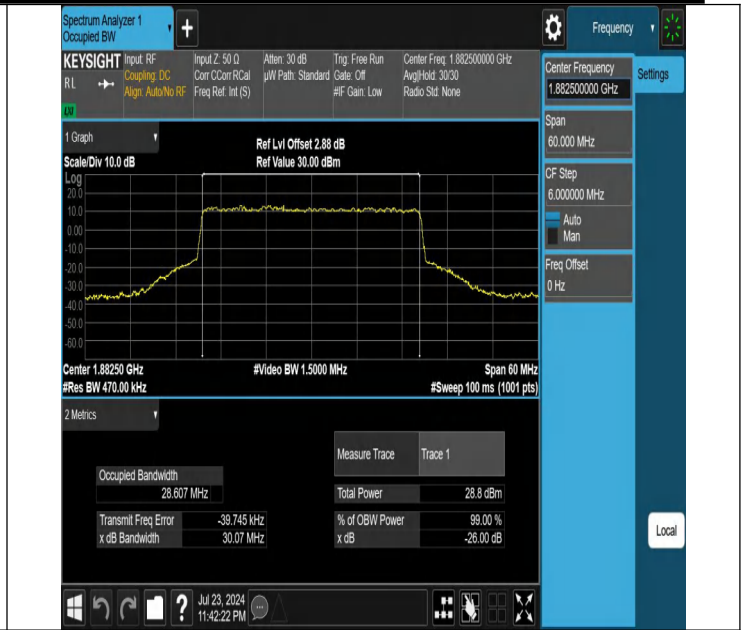 Spectrum Analyzer 1
Occupied BW
+
Frequency
KEYSIGHT
RL
Input: RF
Coupling: DC
Align: Auto/No RF
Input Z: 50 Ω
Corr CCorr RCal
Freq Ref: Int (S)
Atten: 30 dB
µW Path: Standard
Trig: Free Run
Gate: Off
#IF Gain: Low
Center Freq: 1.882500000 GHz
Avg|Hold: 30/30
Radio Std: None
Center Frequency
1.882500000 GHz
Settings
Span
60.000 MHz
CF Step
6.000000 MHz
Auto
Man
Freq Offset
0 Hz
1 Graph
Scale/Div 10.0 dB
Ref Lvl Offset 2.88 dB
Ref Value 30.00 dBm
Log
20.0
10.0
0.00
-10.0
-20.0
-30.0
-40.0
-50.0
-60.0
Center 1.88250 GHz
#Video BW 1.5000 MHz
Span 60 MHz
#Res BW 470.00 kHz
#Sweep 100 ms (1001 pts)
2 Metrics
Measure Trace Trace 1
Occupied Bandwidth
28.607 MHz
Total Power 28.8 dBm
Transmit Freq Error -39.745 kHz
% of OBW Power 99.00 %
x dB Bandwidth 30.07 MHz
x dB -26.00 dB
Local
?
Jul 23, 2024
11:42:22 PM